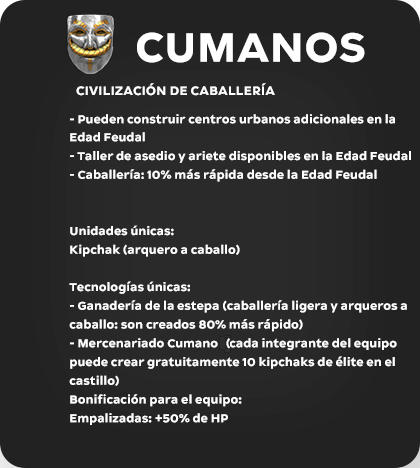 CUMANOS
CIVILIZACIÓN DE CABALLERÍA
- Pueden construir centros urbanos adicionales en la
Edad Feudal
- Taller de asedio y ariete disponibles en la Edad Feudal
- Caballería: 10% más rápida desde la Edad Feudal
Unidades únicas:
Kipchak (arquero a caballo)
Tecnologías únicas:
- Ganadería de la estepa (caballería ligera y arqueros a
caballo: son creados 80% más rápido)
- Mercenariado Cumano (cada integrante del equipo
puede crear gratuitamente 10 kipchaks de élite en el
castillo)
Bonificación para el equipo:
Empalizadas: +50% de HP